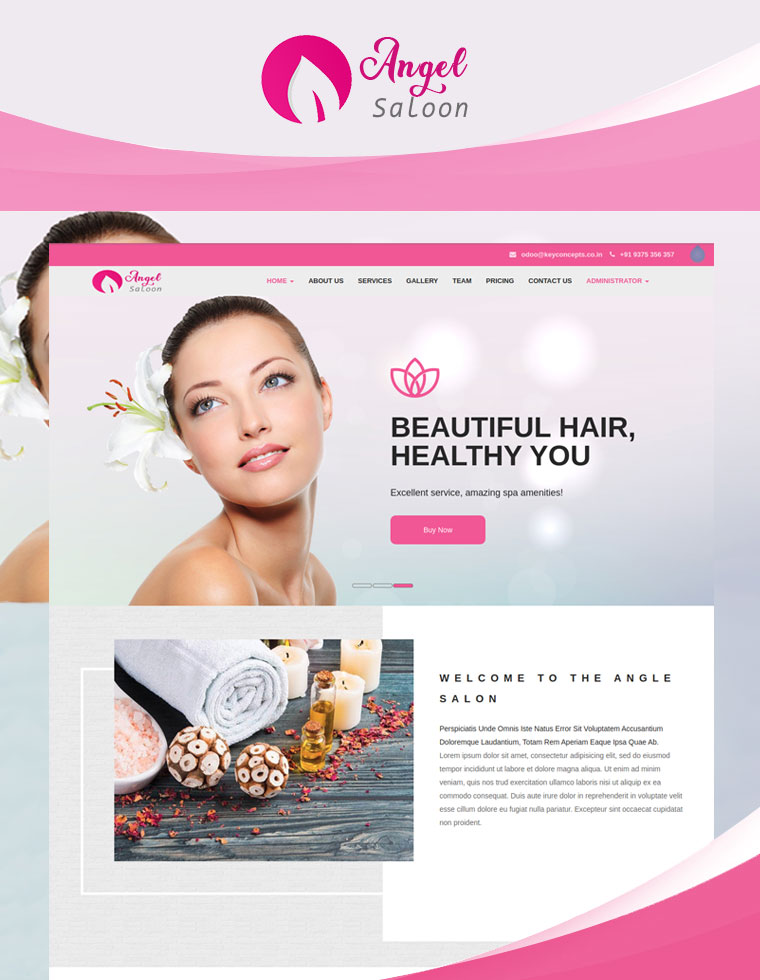 Angel
Saloon
odoo@keyconcepts.co.in +91 9375 356 357
Angel
Saloon
HOME ABOUT US SERVICES GALLERY TEAM PRICING CONTACT US ADMINISTRATOR
BEAUTIFUL HAIR,
HEALTHY YOU
Excellent service, amazing spa amenities!
Buy Now
WELCOME TO THE ANGLE
SALON
Perspiciatis Unde Omnis Iste Natus Error Sit Voluptatem Accusantium
Doloremque Laudantium, Totam Rem Aperiam Eaque Ipsa Quae Ab.
Lorem ipsum dolor sit amet, consectetur adipisicing elit, sed do eiusmod
tempor incididunt ut labore et dolore magna aliqua. Ut enim ad minim
veniam, quis nos trud exercitation ullamco laboris nisi ut aliquip ex ea
commodo consequat. Duis aute irure dolor in reprehenderit in voluptate velit
esse cillum dolore eu fugiat nulla pariatur. Excepteur sint occaecat cupidatat
non proident.